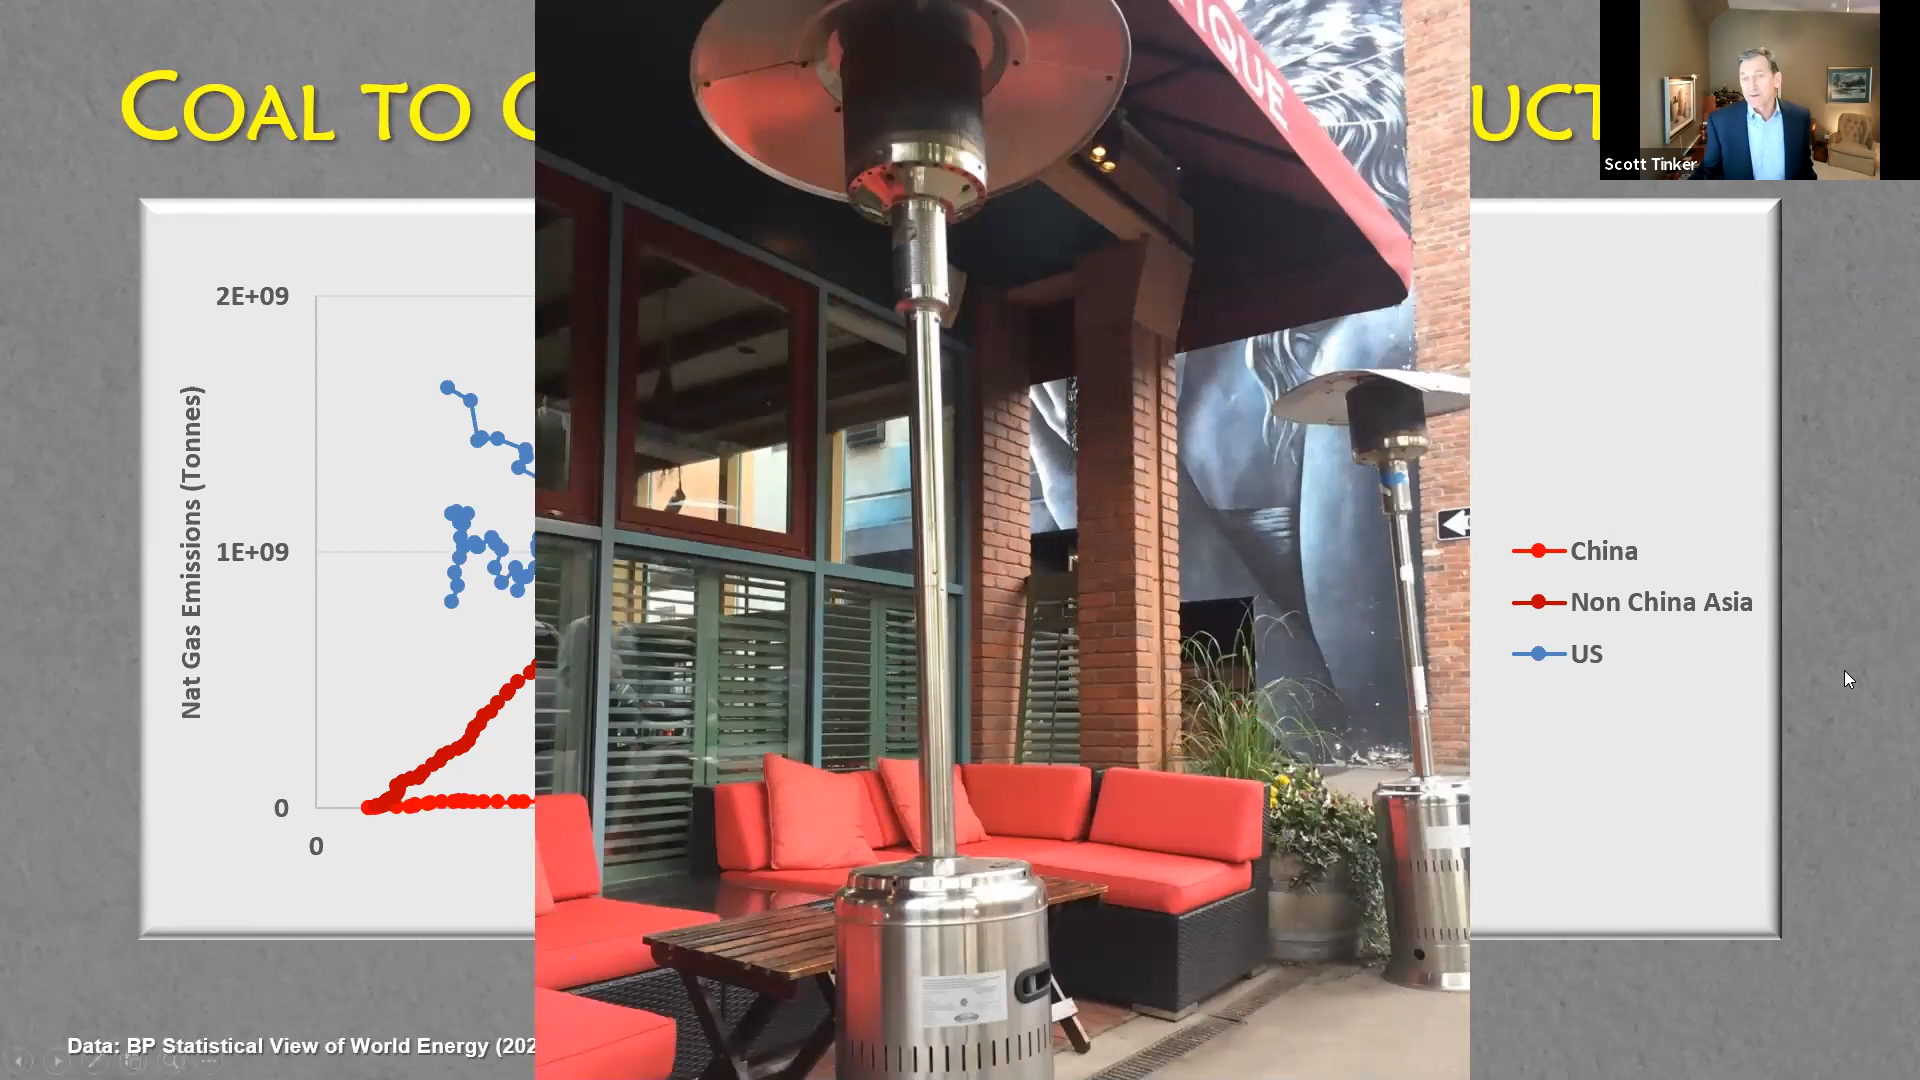 COAL TO
UCT
Scott Tinker
IQUE
2E+09
1E+09
0
0
Nat Gas Emissions (Tonnes)
China
Non China Asia
US
Data: BP Statistical View of World Energy (202